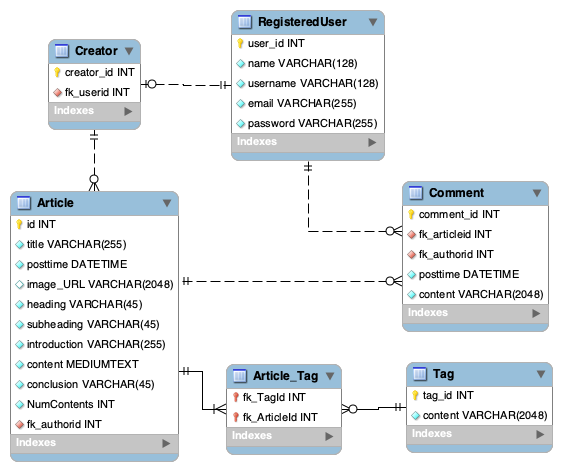 Creator
creator_id INT
fk_userid INT
Indexes
RegisteredUser
user_id INT
name VARCHAR(128)
username VARCHAR(128)
email VARCHAR(255)
password VARCHAR(255)
Indexes
Article
id INT
title VARCHAR(255)
posttime DATETIME
image_URL VARCHAR(2048)
heading VARCHAR(45)
subheading VARCHAR(45)
introduction VARCHAR(255)
content MEDIUMTEXT
conclusion VARCHAR(45)
NumContents INT
fk_authorid INT
Indexes
Comment
comment_id INT
fk_articleid INT
fk_authorid INT
posttime DATETIME
content VARCHAR(2048)
Indexes
Article_Tag
fk_TagId INT
fk_ArticleId INT
Indexes
Tag
tag_id INT
content VARCHAR(2048)
Indexes